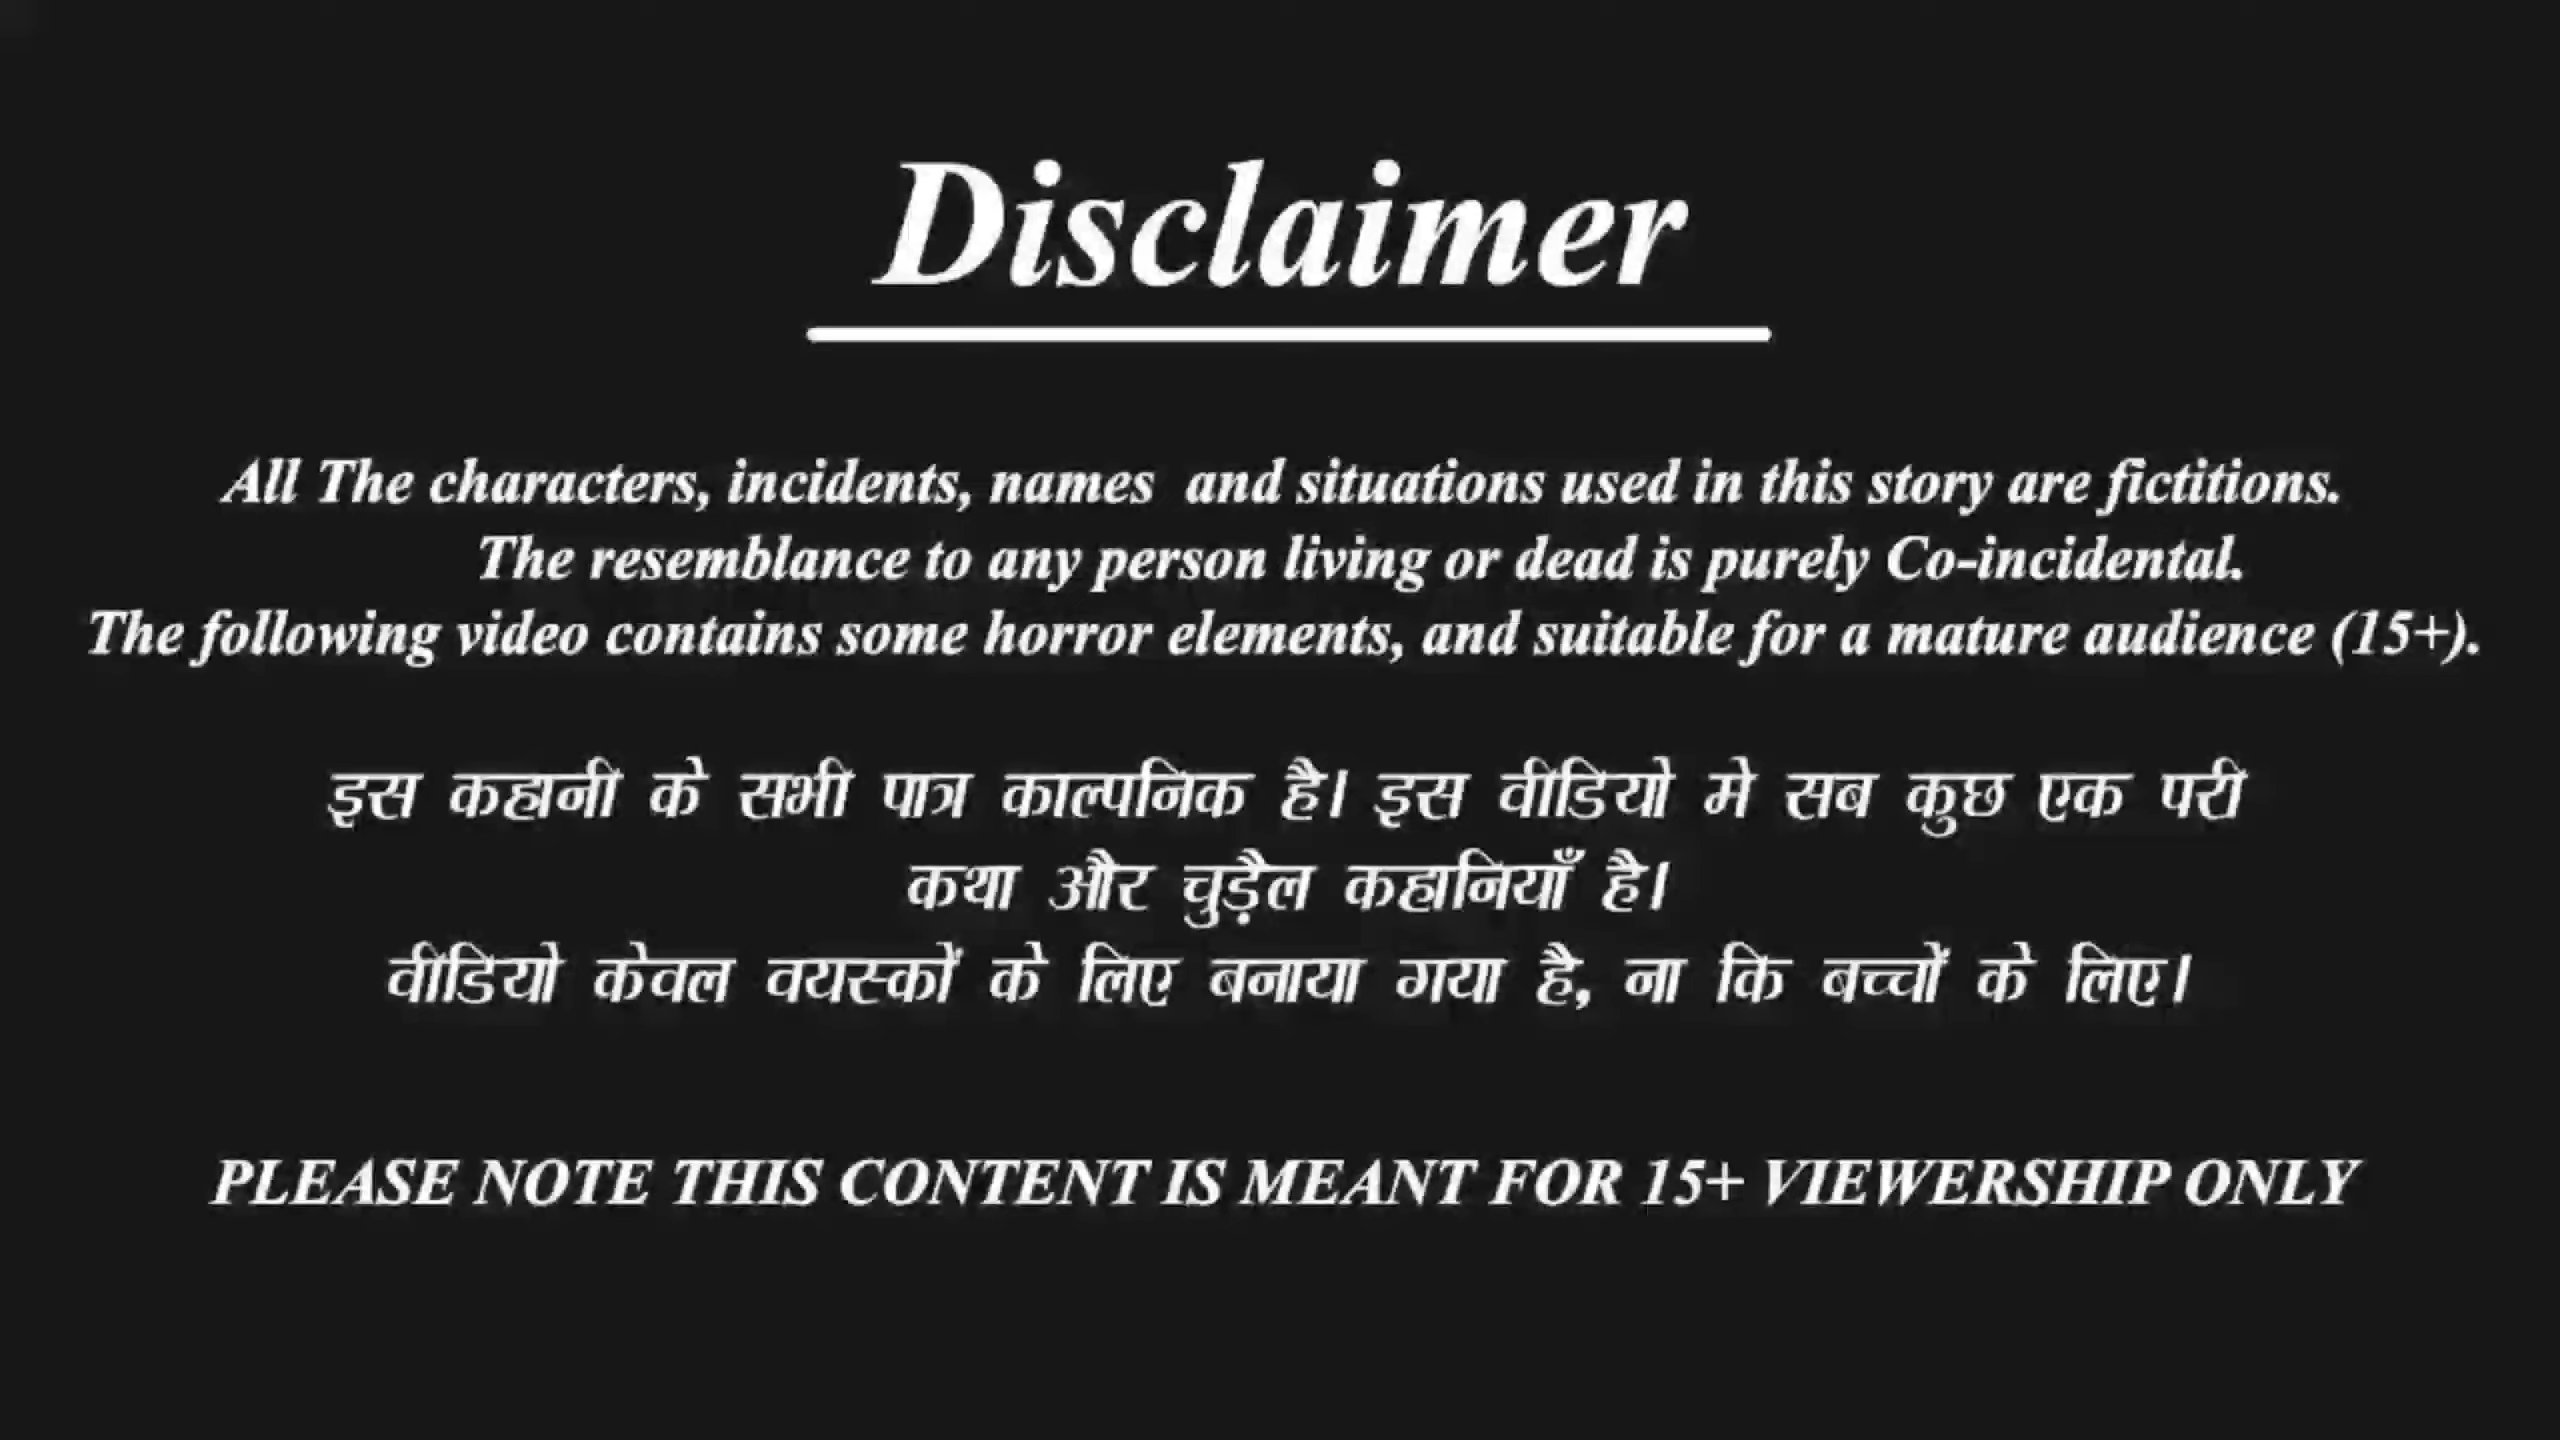 Disclaimer
All The characters, incidents, names and situations used in this story are fictitions.
The resemblance to any person living or dead is purely Co-incidental.
The following video contains some horror elements, and suitable for a mature audience (15+).
इस कहानी के सभी पात्र काल्पनिक है। इस वीडियो मे सब कुछ एक परी
कथा और चुड़ैल कहानियाँ है।
वीडियो केवल वयस्कों के लिए बनाया गया है, ना कि बच्चों के लिए।
PLEASE NOTE THIS CONTENT IS MEANT FOR 15+ VIEWERSHIP ONLY